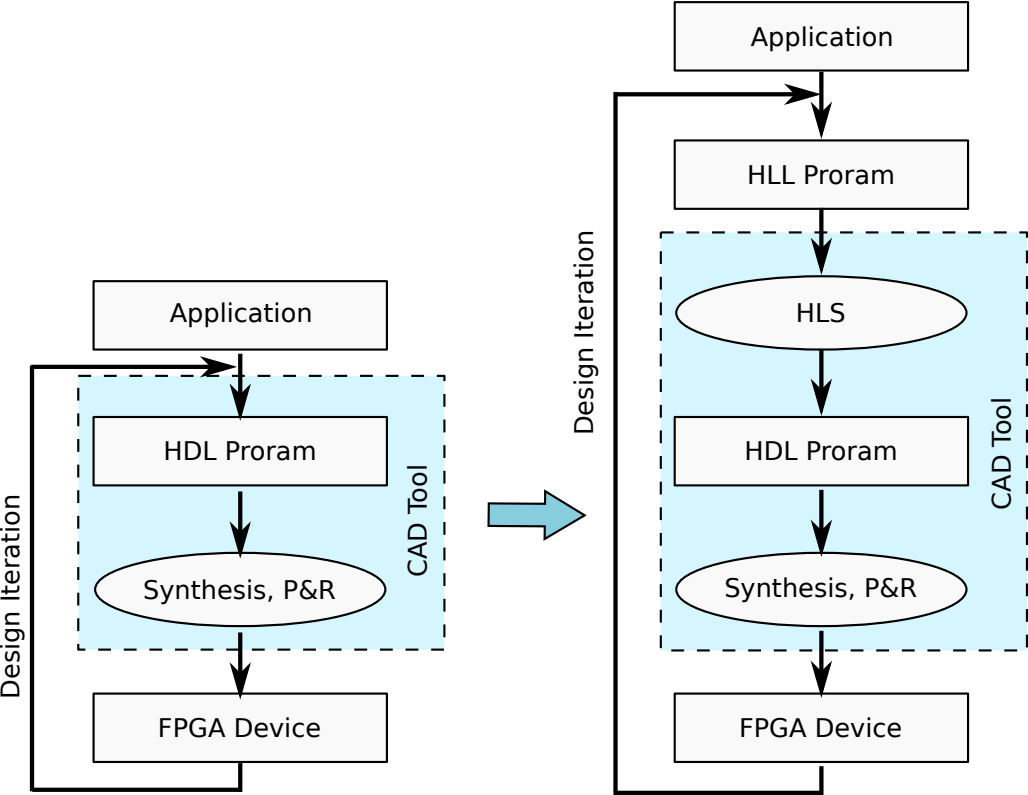 Application
HDL Proram
Synthesis, P&R
CAD Tool
FPGA Device
Design Iteration
Application
HLL Proram
HLS
HDL Proram
Synthesis, P&R
CAD Tool
FPGA Device
Design Iteration